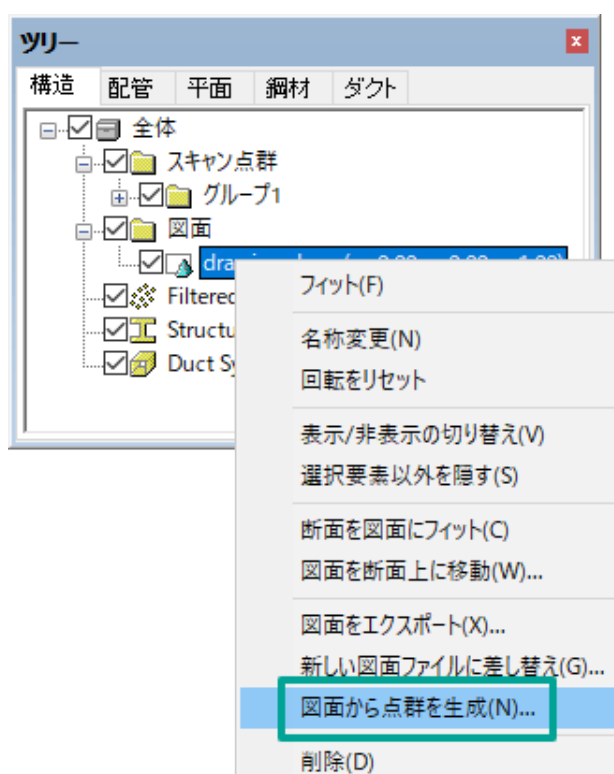 ツリー
構造 配管 平面 鋼材 ダクト
全体
スキャン点群
グループ1
図面
Filtered
フィット(F)
名称変更(N)
回転をリセット
表示/非表示の切り替え(V)
選択要素以外を隠す(S)
断面を図面にフィット(C)
図面を断面上に移動(W)...
図面をエクスポート(X)...
新しい図面ファイルに差し替え(G)...
図面から点群を生成(N)...
削除(D)